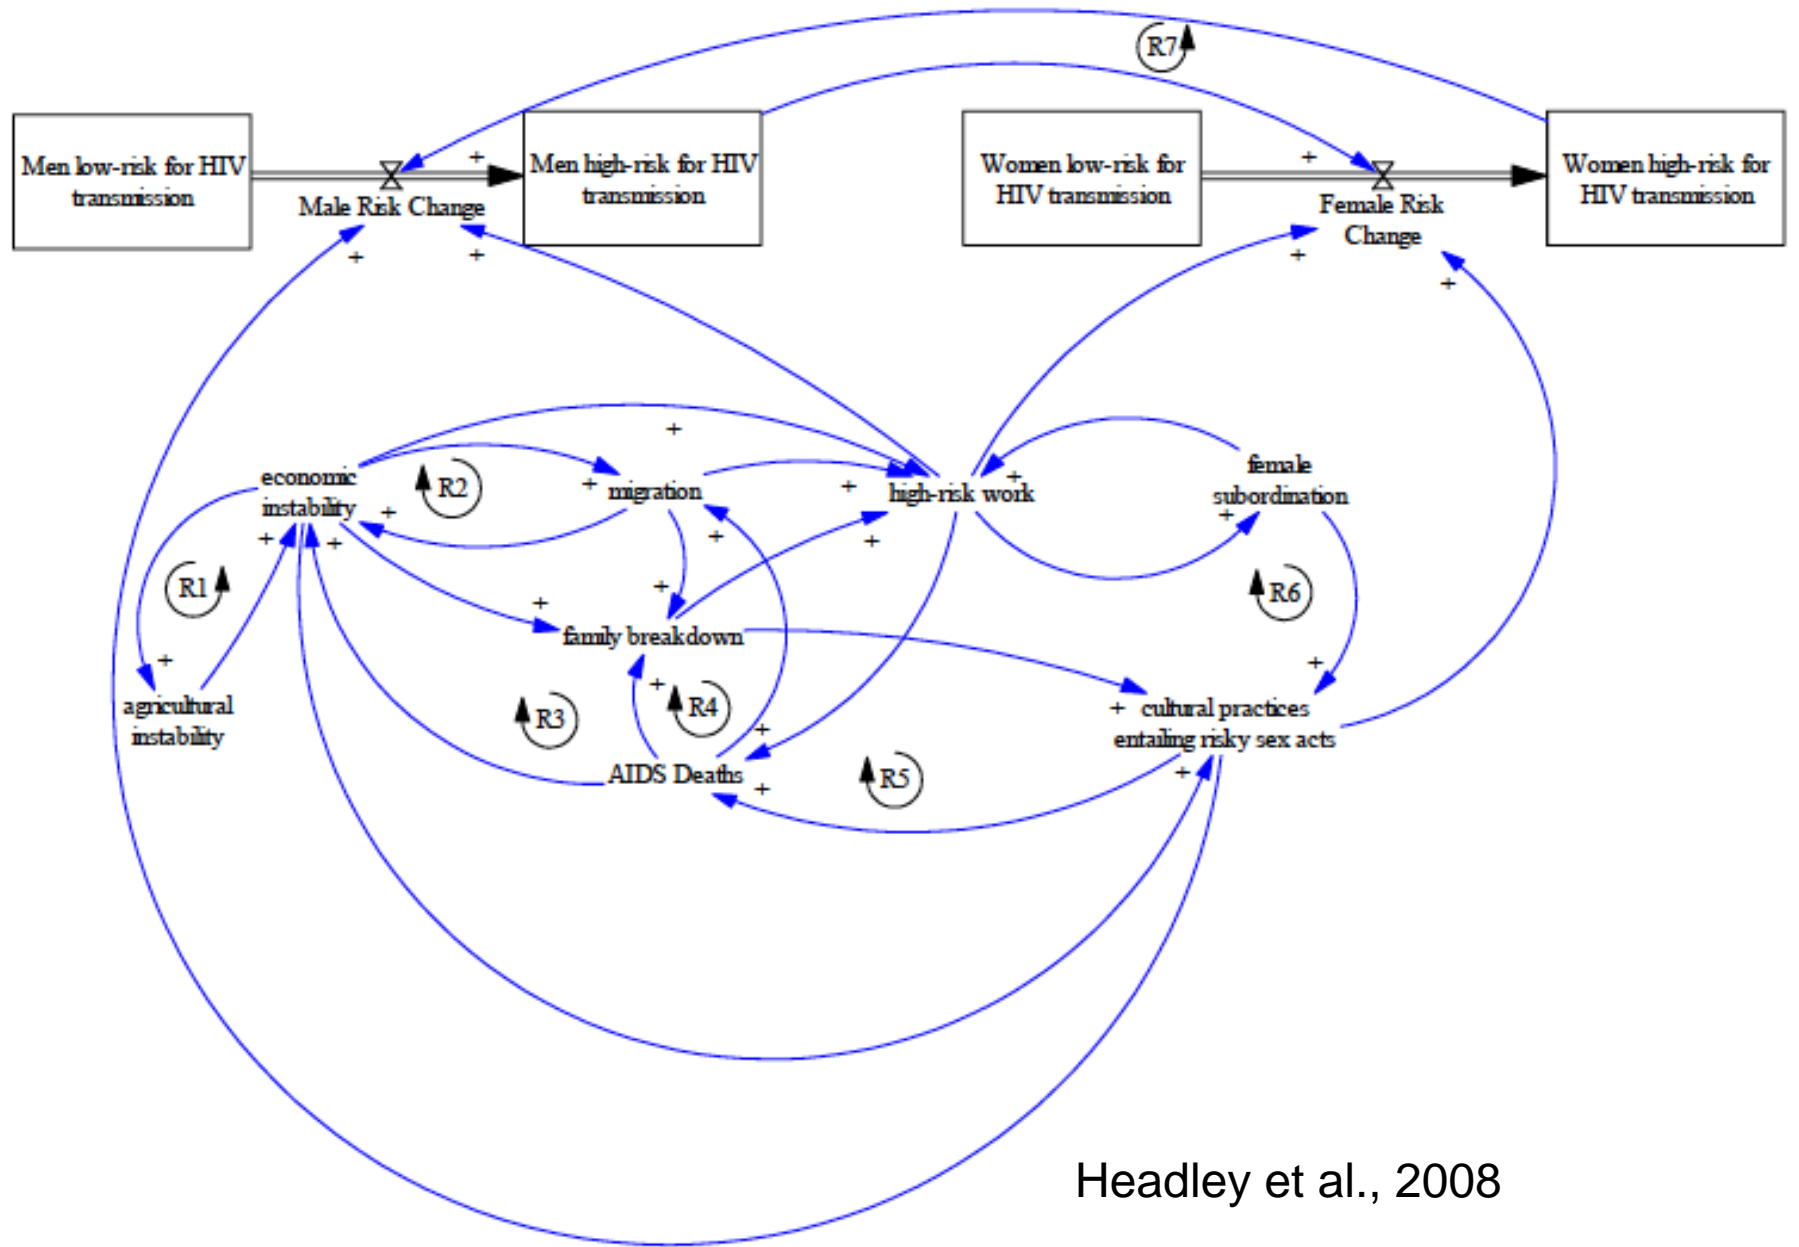 R7
Men low-risk for HIV
transmission
+
Men high-risk for HIV
transmission
Women low-risk for
HIV transmission
+
Women high-risk for
HIV transmission
Male Risk Change
Female Risk
Change
+
+
+
+
+
economic
instability
R2
+
migration
+
high-risk work
+
female
subordination
+
+
+
+
+
+
R1
+
+
R6
family breakdown
+
+
+
agricultural
instability
R3
R4
+
cultural practices
entailing risky sex acts
+
AIDS Deaths
+
R5
+
Headley et al., 2008